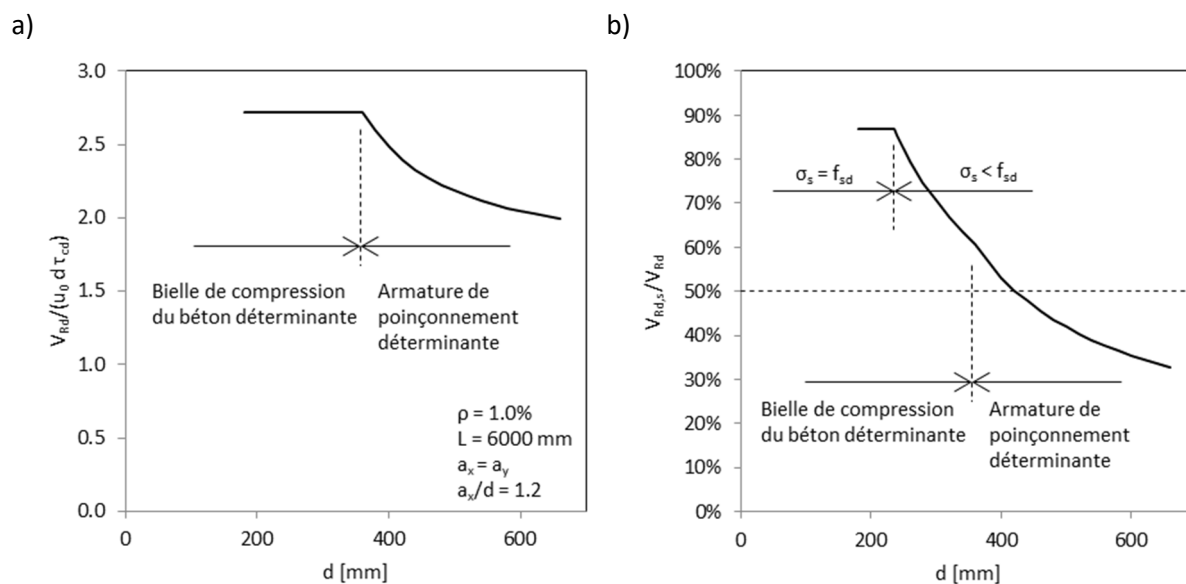 a)
3.0
2.5
2.0
1.5
1.0
0.5
0.0
V_Rd/(u_0 d τ_cd)
Bielle de compression
du béton déterminante
Armature de
poinçonnement
déterminante
ρ = 1.0%
L = 6000 mm
a_x = a_y
a_x/d = 1.2
0 200 400 600
d [mm]
b)
100%
90%
80%
70%
60%
50%
40%
30%
20%
10%
0%
V_Rd,s/V_Rd
σ_s = f_sd
σ_s < f_sd
Bielle de compression
du béton déterminante
Armature de
poinçonnement
déterminante
0 200 400 600
d [mm]